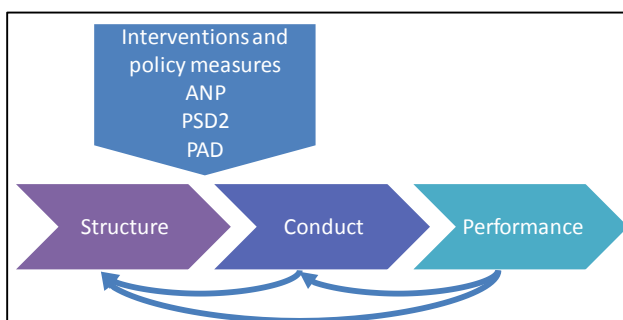 Interventions and
policy measures
ANP
PSD2
PAD
Structure
Conduct
Performance